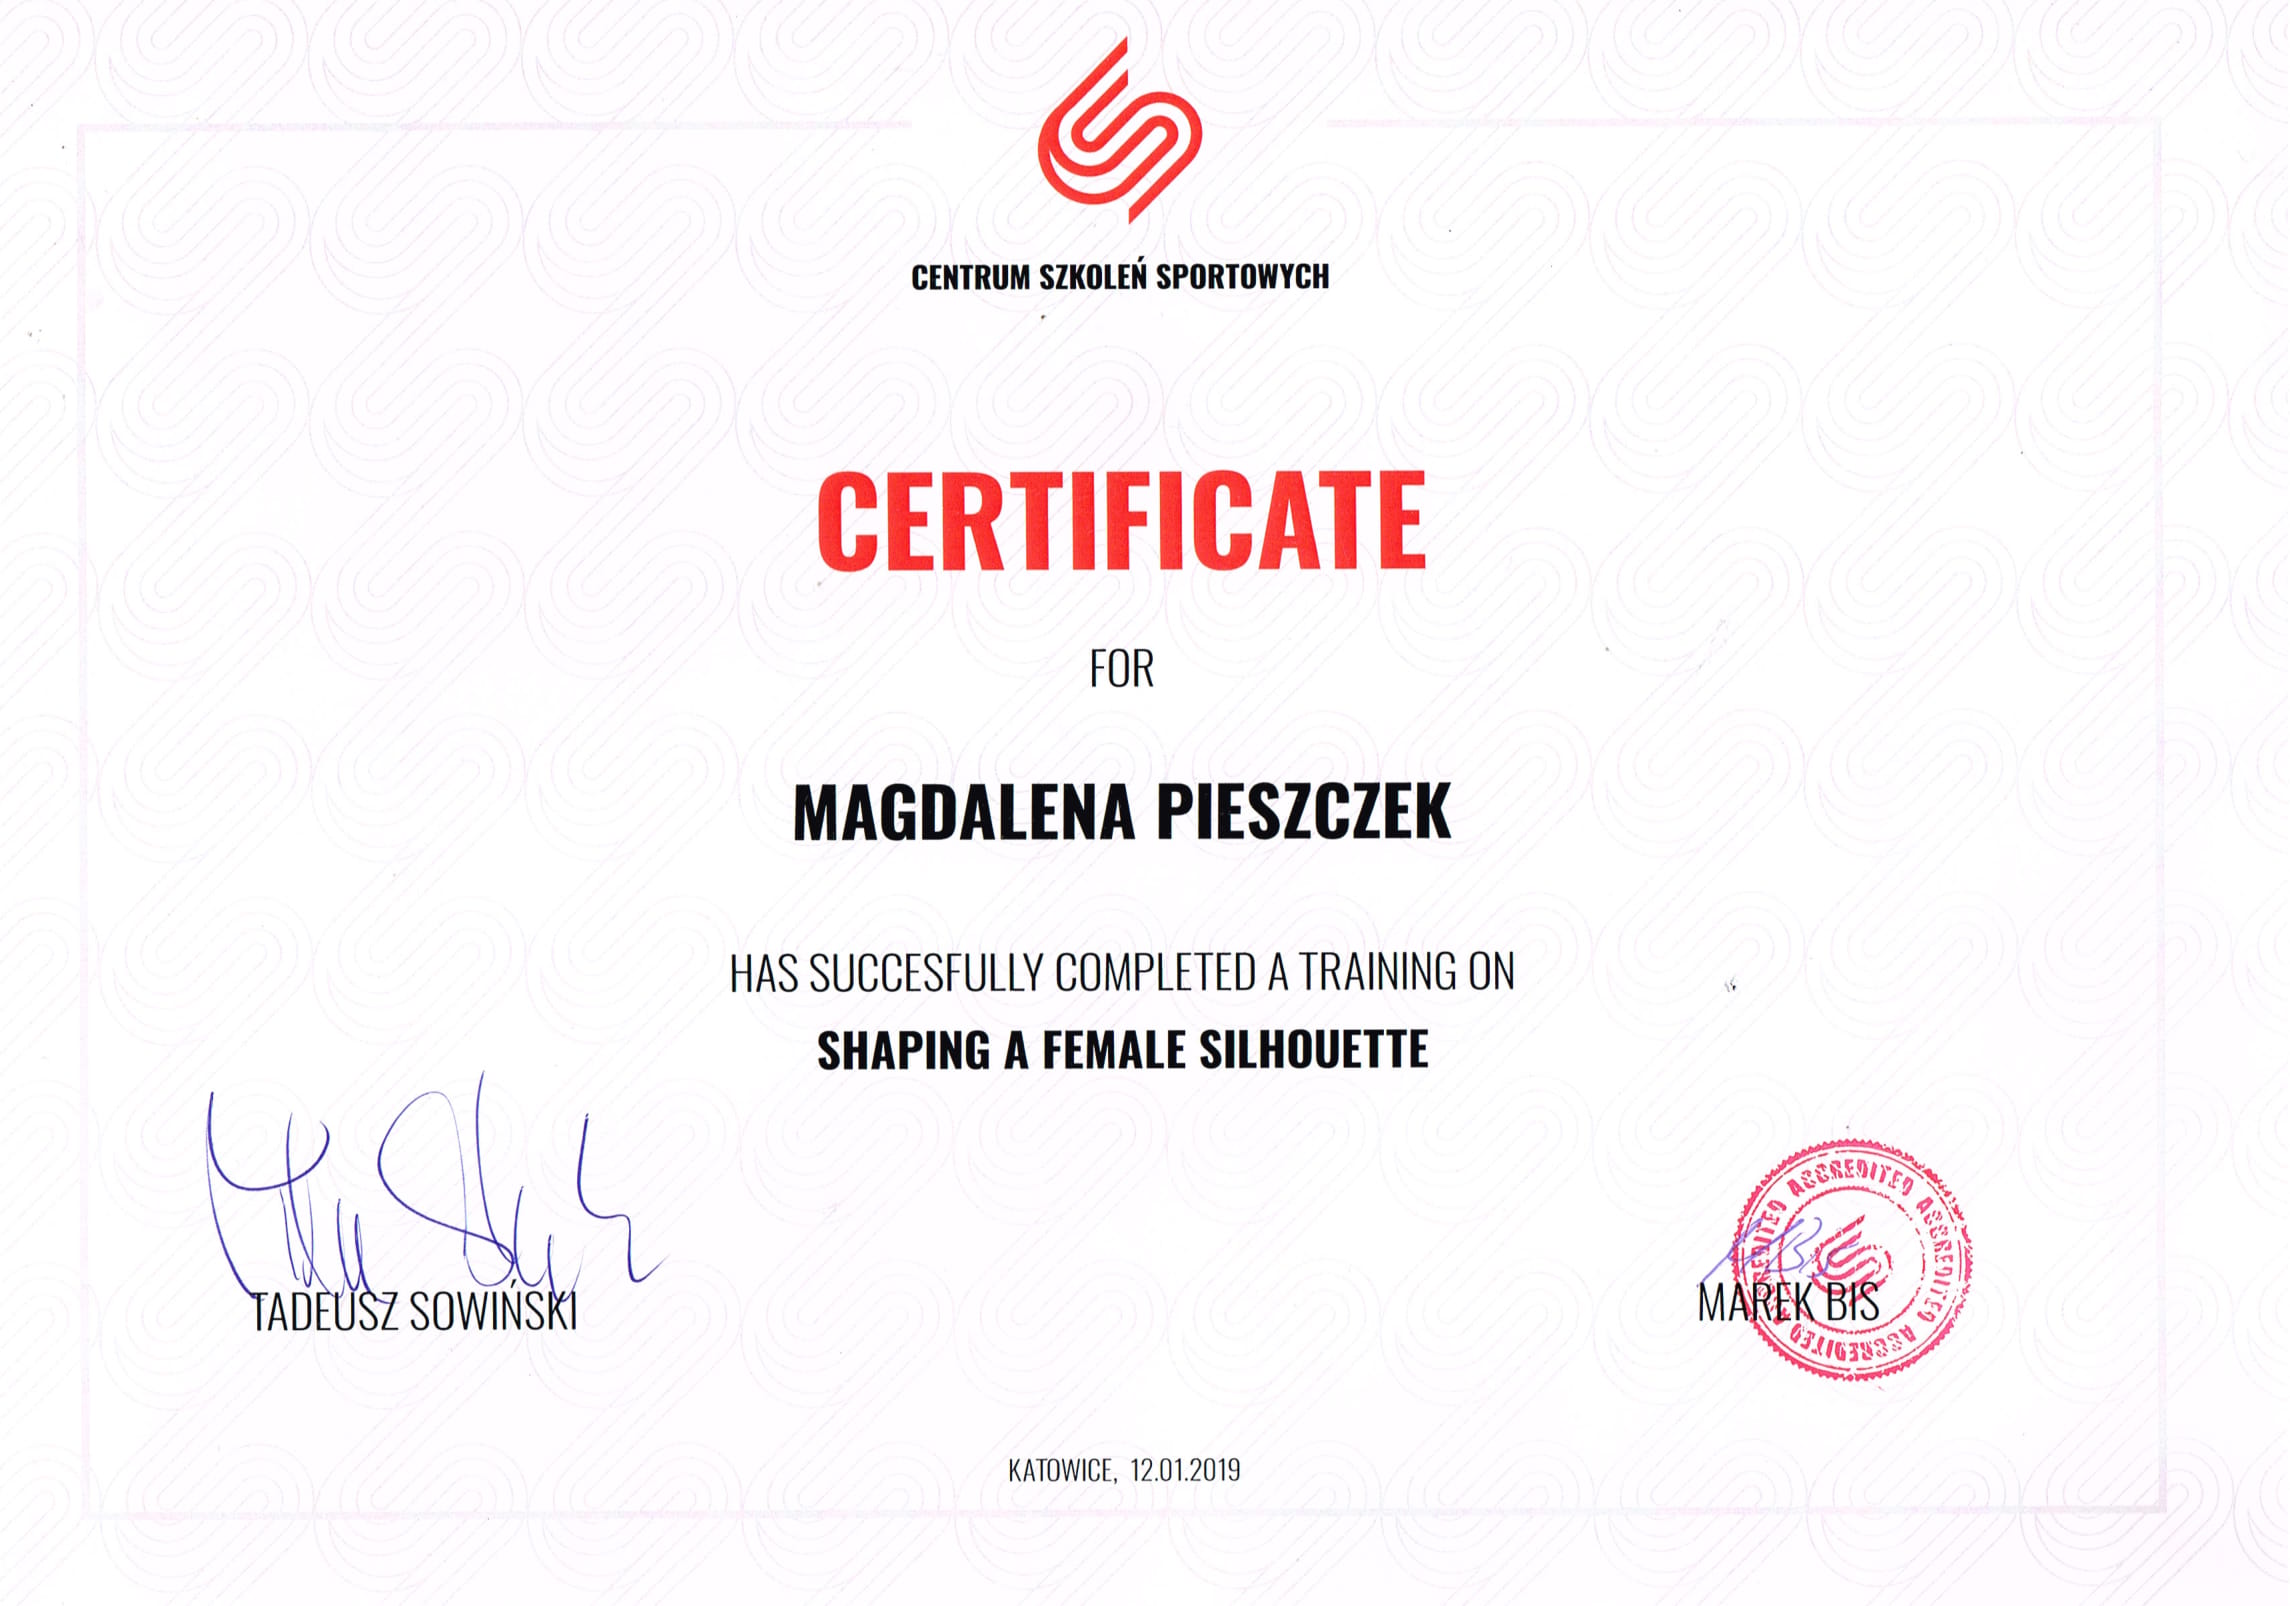 CENTRUM SZKOLEŃ SPORTOWYCH
CERTIFICATE
FOR
MAGDALENA PIESZCZEK
HAS SUCCESFULLY COMPLETED A TRAINING ON
SHAPING A FEMALE SILHOUETTE
TADEUSZ SOWIŃSKI
MAREK BIS
ACCREDITED ACCREDITED ACCREDITED ACCREDITED
KATOWICE, 12.01.2019